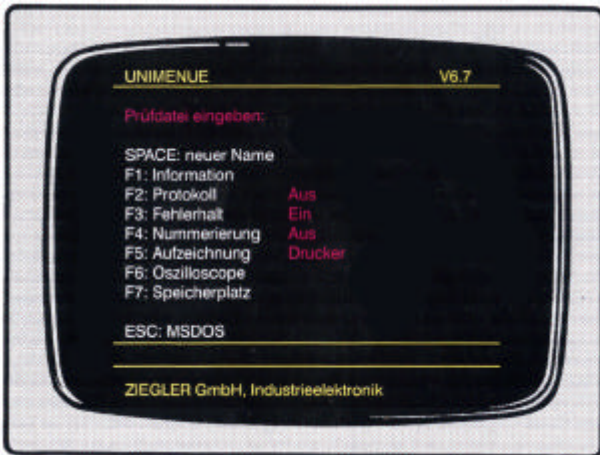 UNIMENUE V6.7
Prüfdatei eingeben:
SPACE: neuer Name
F1: Information
F2: Protokoll Aus
F3: Fehlerhalt Ein
F4: Nummerierung Aus
F5: Aufzeichnung Drucker
F6: Oszilloscope
F7: Speicherplatz
ESC: MSDOS
ZIEGLER GmbH, Industrieelektronik